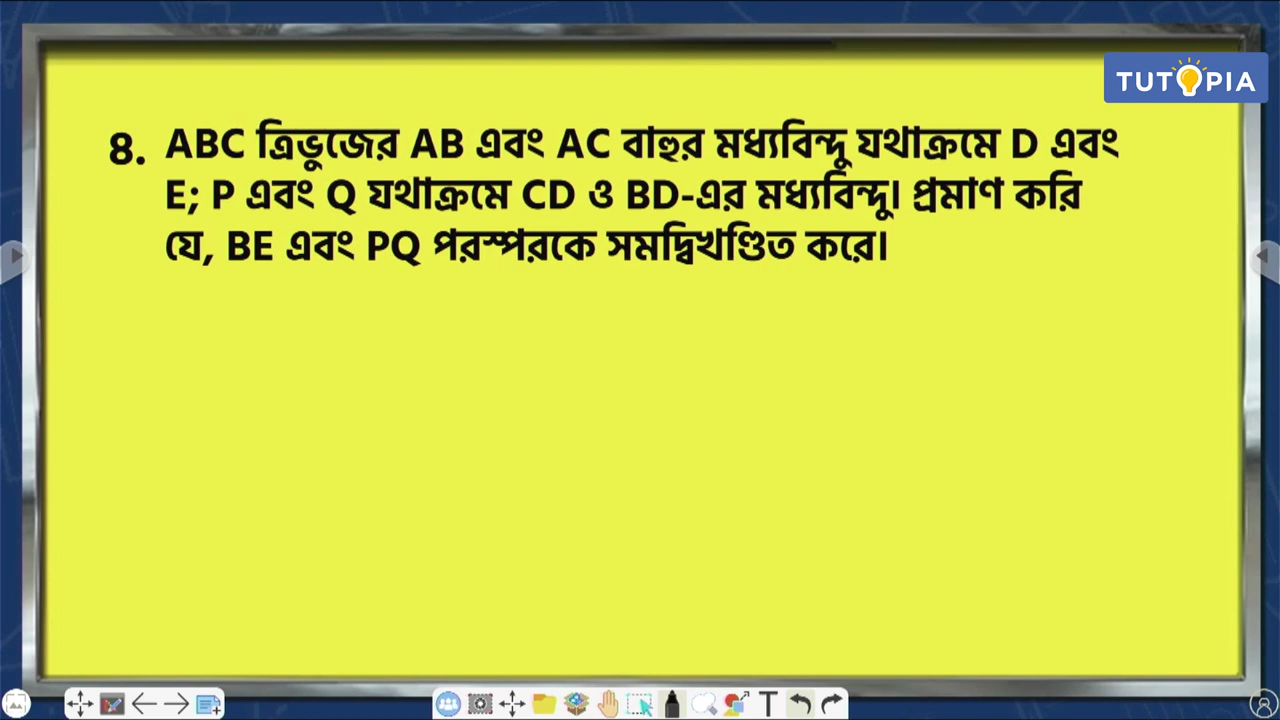 TUTOPIA
8. ABC ত্রিভুজের AB এবং AC বাহুর মধ্যবিন্দু যথাক্রমে D এবং
E; P এবং Q যথাক্রমে CD ও BD-এর মধ্যবিন্দু। প্রমাণ করি
যে, BE এবং PQ পরস্পরকে সমদ্বিখণ্ডিত করে।